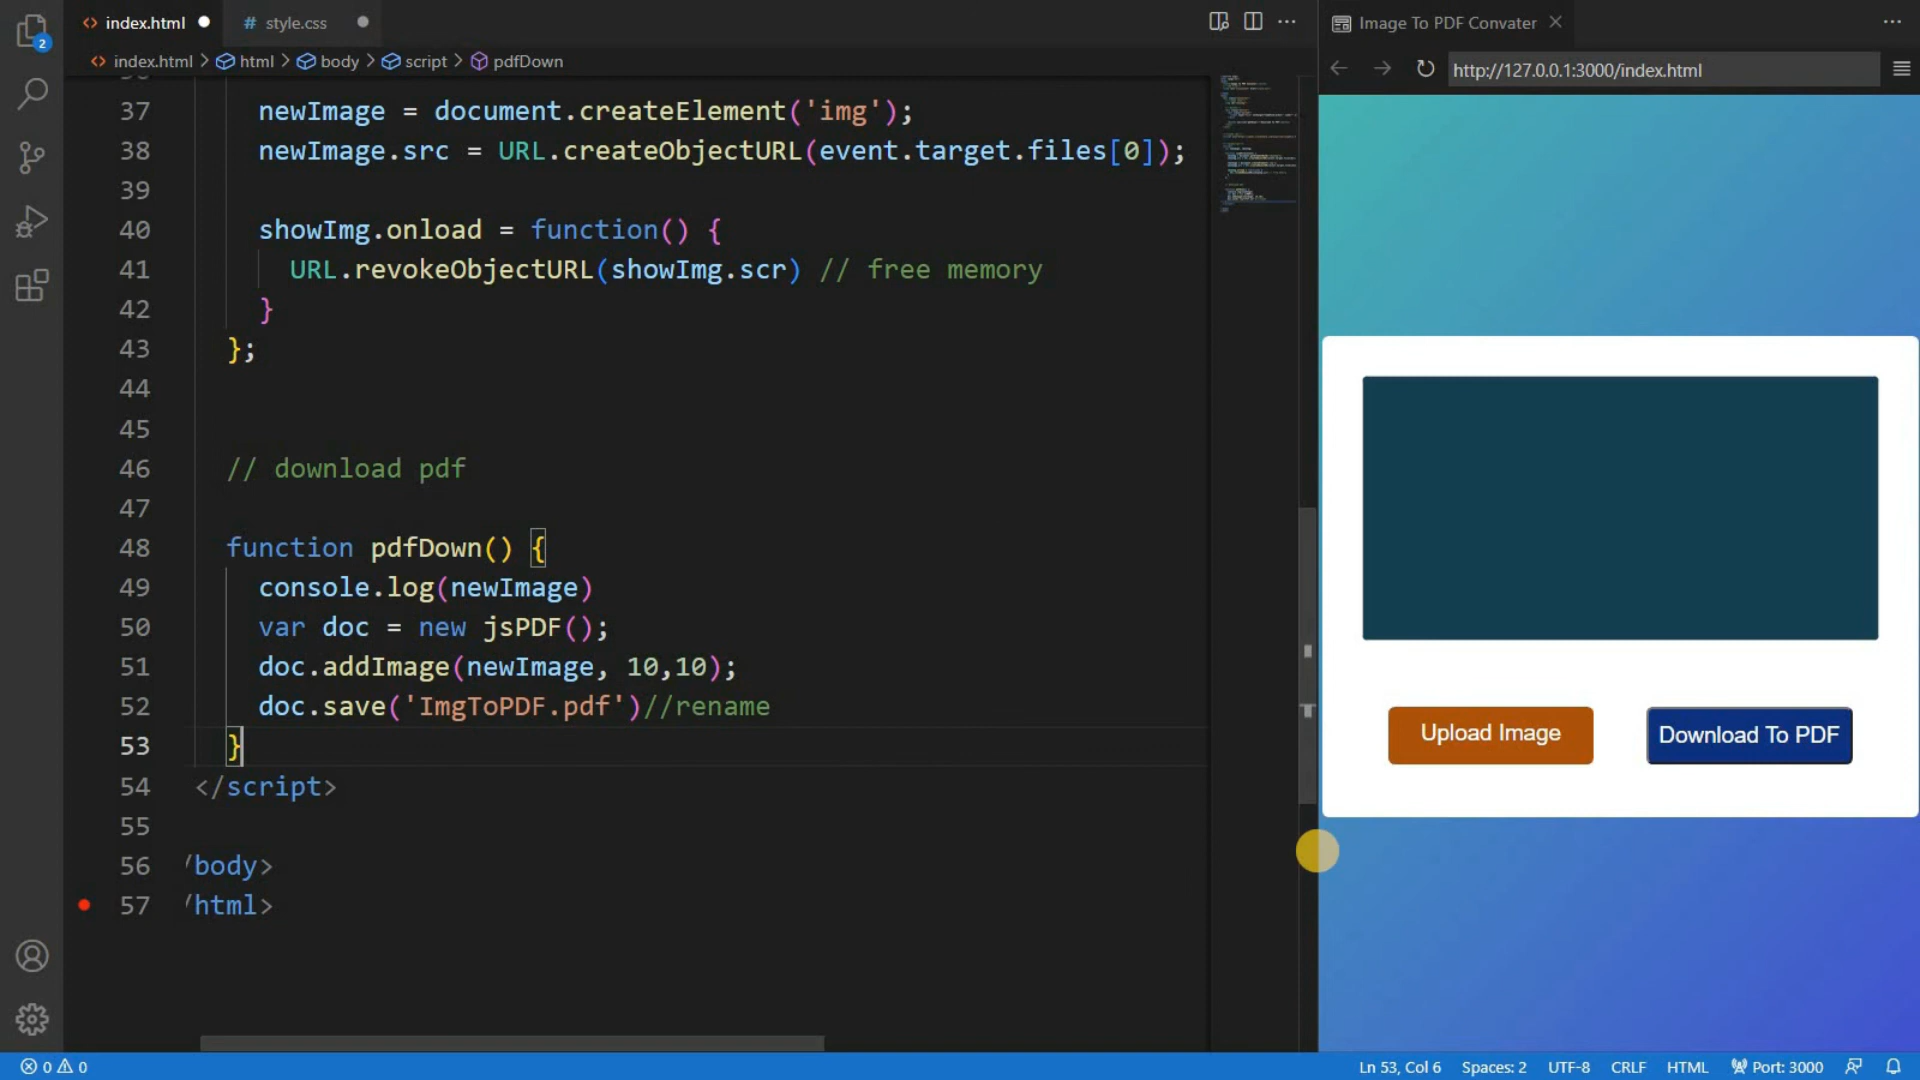 index.html
# style.css
Image To PDF Convater
2
index.html > html > body > script > pdfDown
http://127.0.0.1:3000/index.html
37 newImage = document.createElement('img');
38 newImage.src = URL.createObjectURL(event.target.files[0]);
39
40 showImg.onload = function() {
41 URL.revokeObjectURL(showImg.scr) // free memory
42 }
43 };
44
45
46 // download pdf
47
48 function pdfDown() {
49 console.log(newImage)
50 var doc = new jsPDF();
51 doc.addImage(newImage, 10,10);
52 doc.save('ImgToPDF.pdf')//rename
53 }
54 </script>
55
56 /body>
57 /html>
Upload Image
Download To PDF
0 0
Ln 53, Col 6
Spaces: 2
UTF-8
CRLF
HTML
Port: 3000